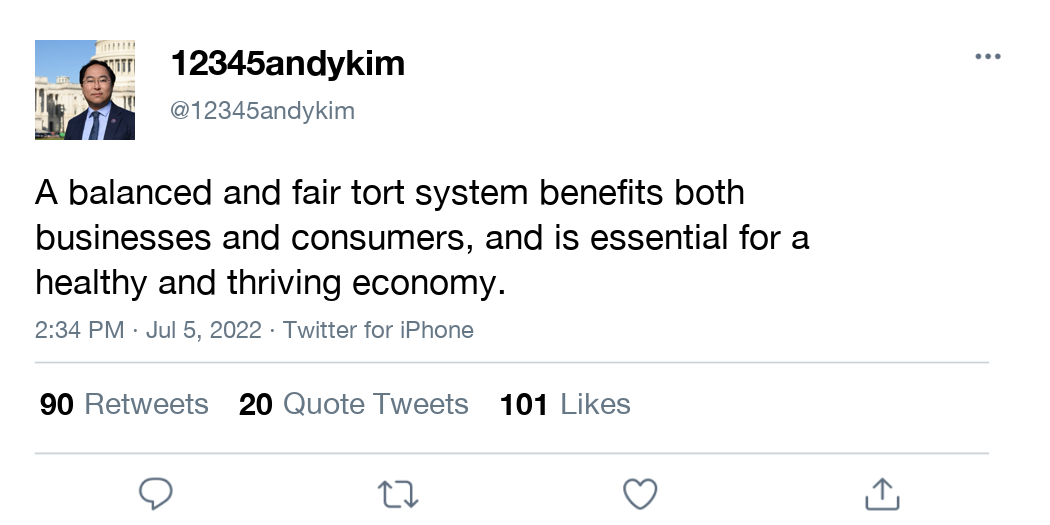 12345andykim
@12345andykim
A balanced and fair tort system benefits both
businesses and consumers, and is essential for a
healthy and thriving economy.
2:34 PM · Jul 5, 2022 · Twitter for iPhone
90 Retweets 20 Quote Tweets 101 Likes